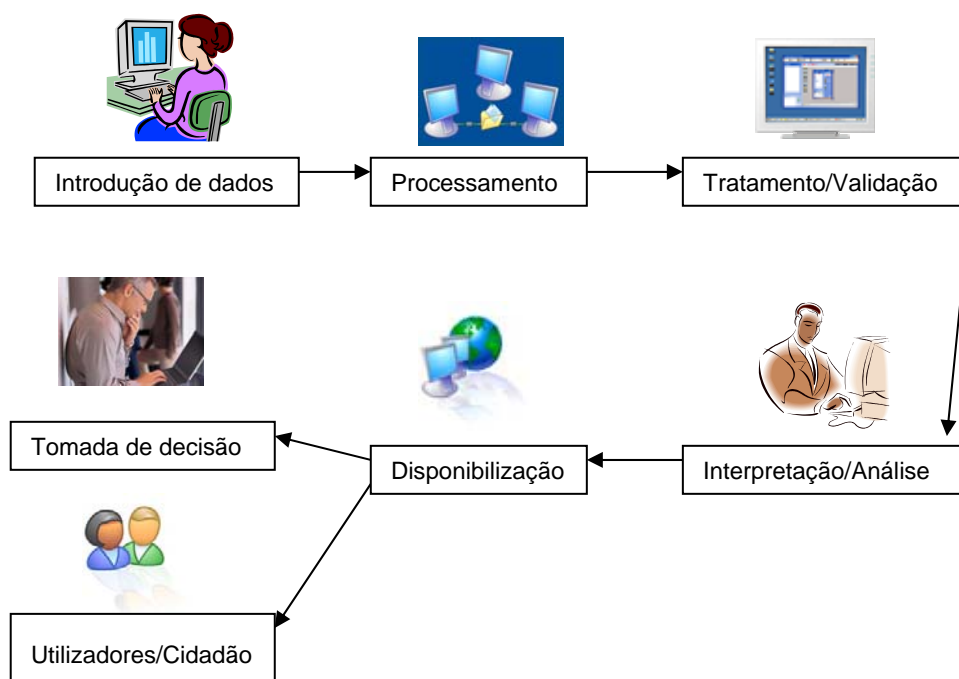 Introdução de dados
Processamento
Tratamento/Validação
Tomada de decisão
Disponibilização
Interpretação/Análise
Utilizadores/Cidadão